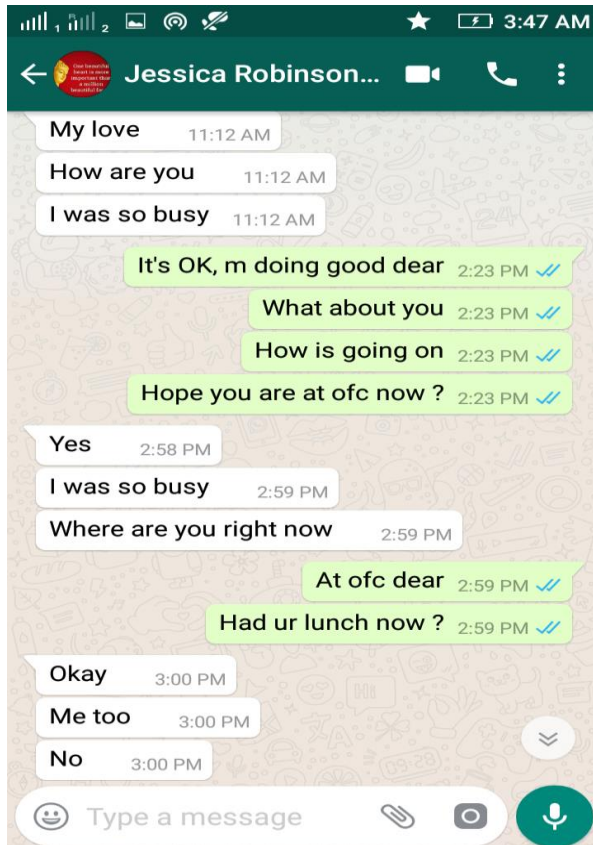 1 2 3:47 AM
Jessica Robinson...
My love 11:12 AM
How are you 11:12 AM
I was so busy 11:12 AM
It's OK, m doing good dear 2:23 PM
What about you 2:23 PM
How is going on 2:23 PM
Hope you are at ofc now ? 2:23 PM
Yes 2:58 PM
I was so busy 2:59 PM
Where are you right now 2:59 PM
At ofc dear 2:59 PM
Had ur lunch now ? 2:59 PM
Okay 3:00 PM
Me too 3:00 PM
No 3:00 PM
Type a message